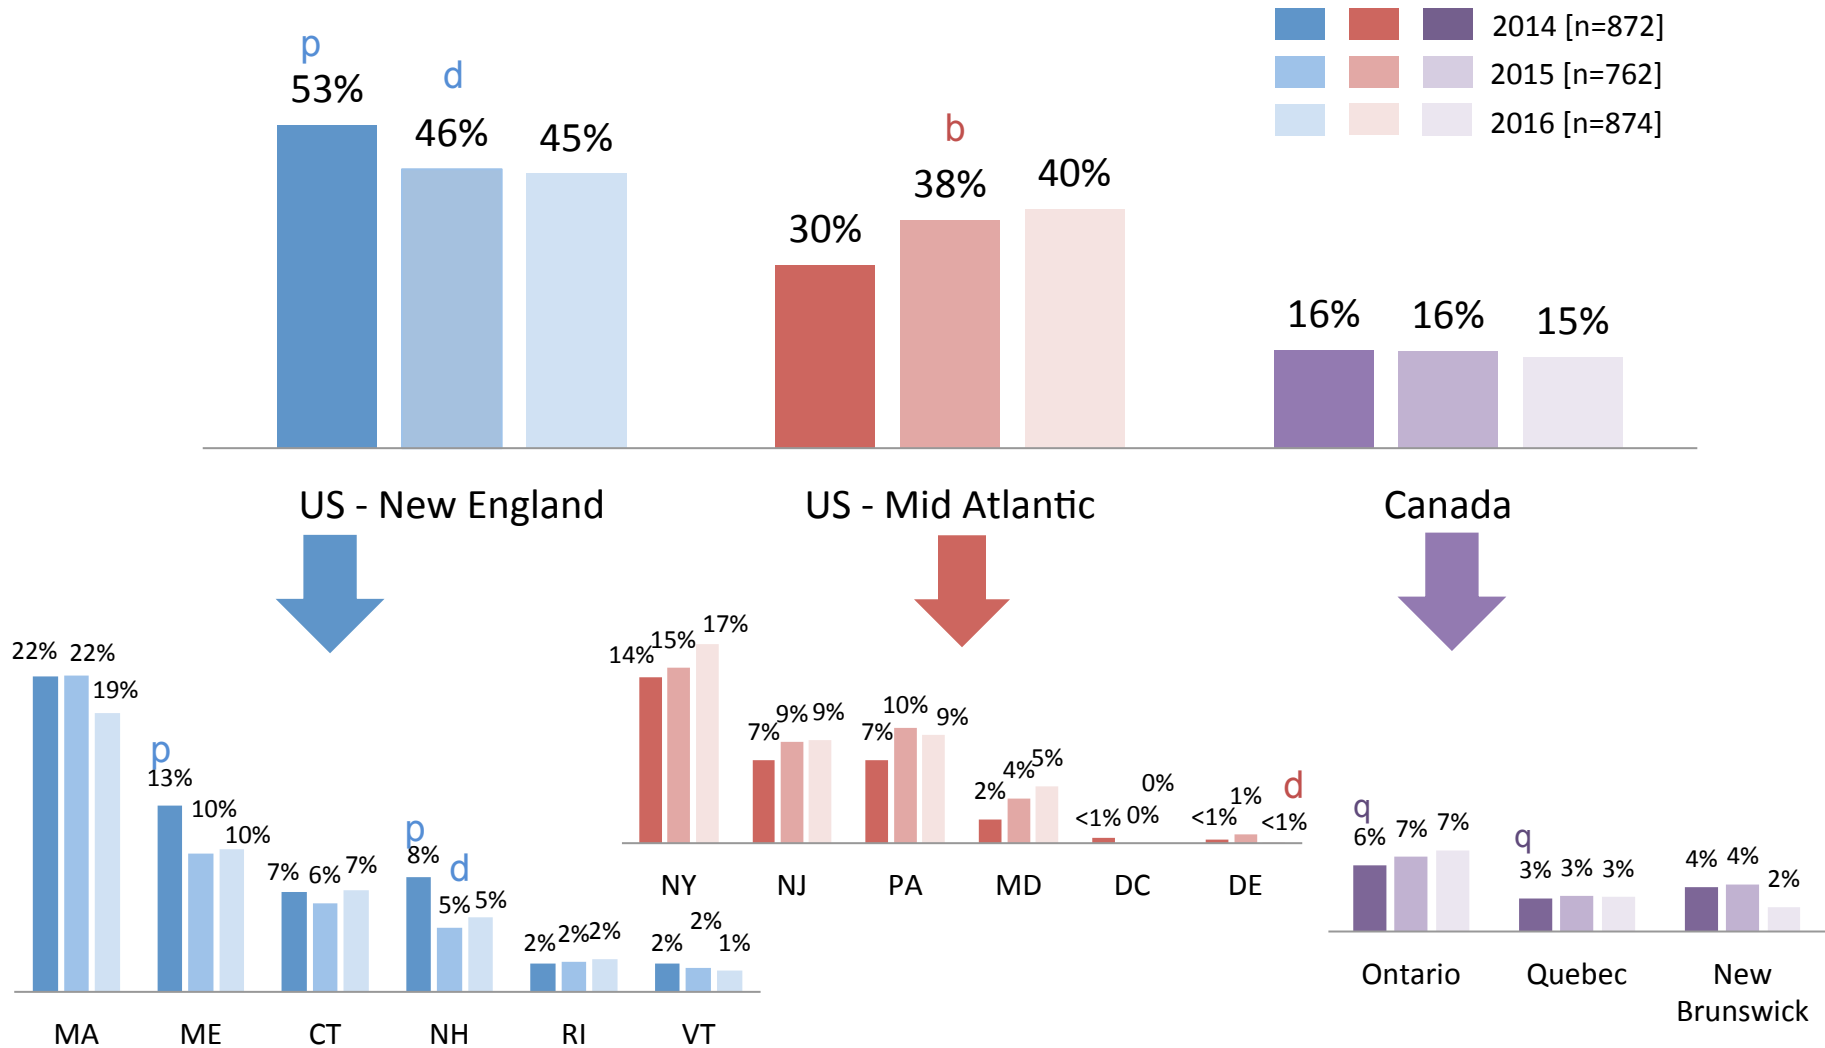 2014 [n=872]
2015 [n=762]
2016 [n=874]
p
53%
d
46%
45%
30%
b
38%
40%
16%
16%
15%
US - New England
US - Mid Atlantic
Canada
22%
22%
19%
p
13%
10%
10%
7%
6%
7%
p
8%
d
5%
5%
2%
2%
2%
2%
2%
1%
MA
ME
CT
NH
RI
VT
14%
15%
17%
7%
9%
9%
7%
10%
9%
2%
4%
5%
<1%
0%
0%
<1%
1%
d
<1%
NY
NJ
PA
MD
DC
DE
q
6%
7%
7%
q
3%
3%
3%
4%
4%
2%
Ontario
Quebec
New
Brunswick